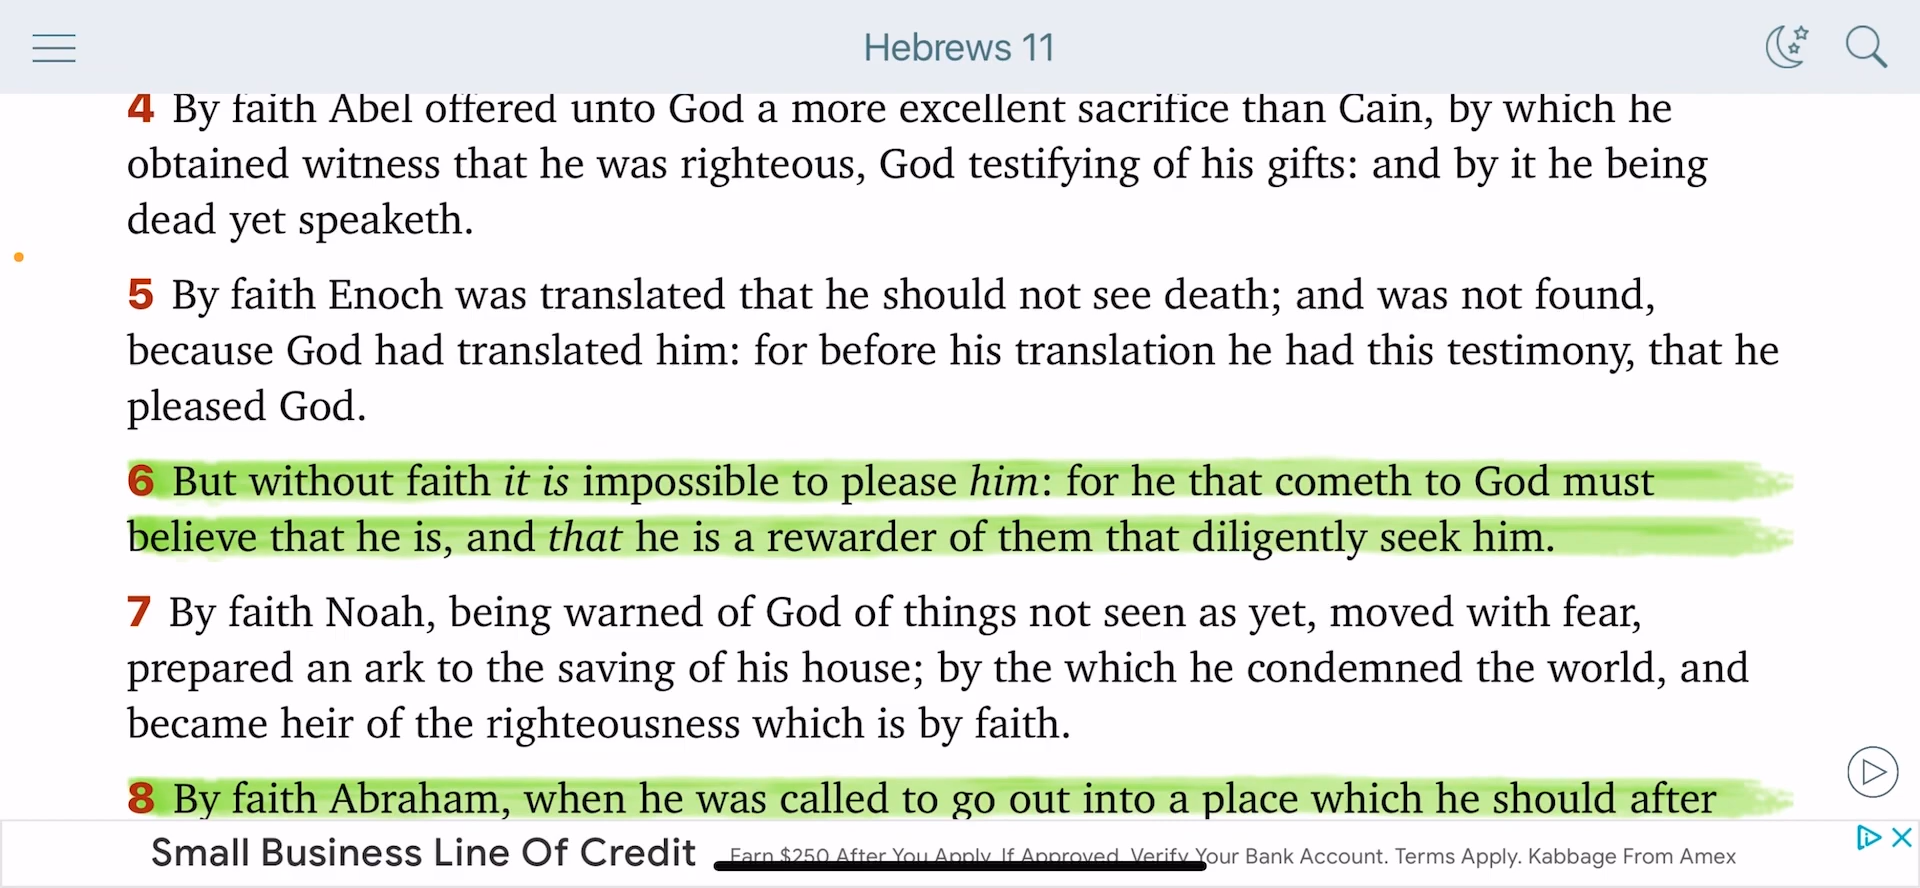 Hebrews 11
4 By faith Abel offered unto God a more excellent sacrifice than Cain, by which he
obtained witness that he was righteous, God testifying of his gifts: and by it he being
dead yet speaketh.
5 By faith Enoch was translated that he should not see death; and was not found,
because God had translated him: for before his translation he had this testimony, that he
pleased God.
6 But without faith it is impossible to please him: for he that cometh to God must
believe that he is, and that he is a rewarder of them that diligently seek him.
7 By faith Noah, being warned of God of things not seen as yet, moved with fear,
prepared an ark to the saving of his house; by the which he condemned the world, and
became heir of the righteousness which is by faith.
8 By faith Abraham, when he was called to go out into a place which he should after
Small Business Line Of Credit
Earn $250 After You Apply, If Approved, Verify Your Bank Account. Terms Apply. Kabbage From Amex